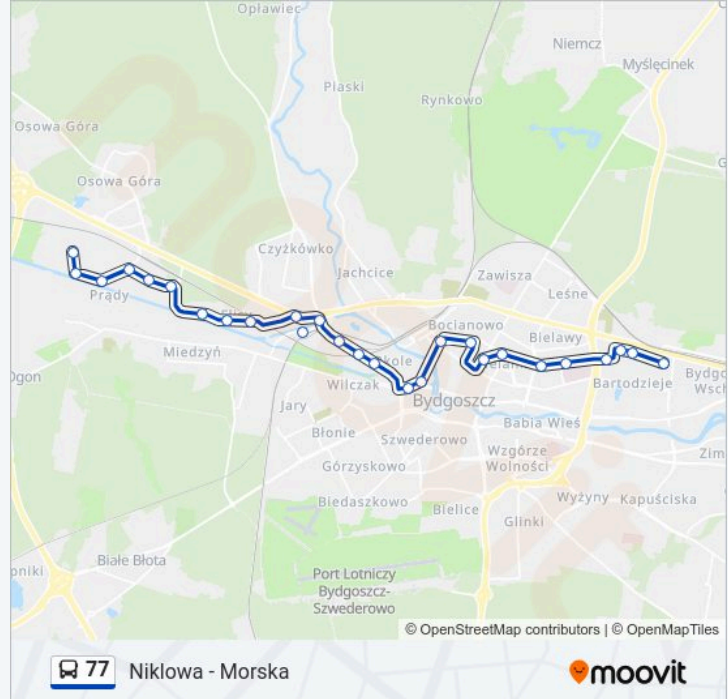 Opławiec
Niemcz
Myślęcinek
Piaski
Rynkowo
Osowa Góra
Osowa Góra
Czyżkówko
Jachcice
Zawisza
Prądy
Leśne
Bocianowo
Bielawy
Miedzyń
Okole
Bartodzieje
Wilczak
Jary
Bydgoszcz
Babia Wieś
Błonie
Szwederowo
Wzgórze
Wolności
Górzyskowo
Wyżyny
Kapuściska
Biedaszkowo
Bielice
Glinki
Białe Błota
Port Lotniczy
Bydgoszcz-
Szwederowo
© OpenStreetMap contributors | © OpenMapTiles
77
Niklowa - Morska
moovit